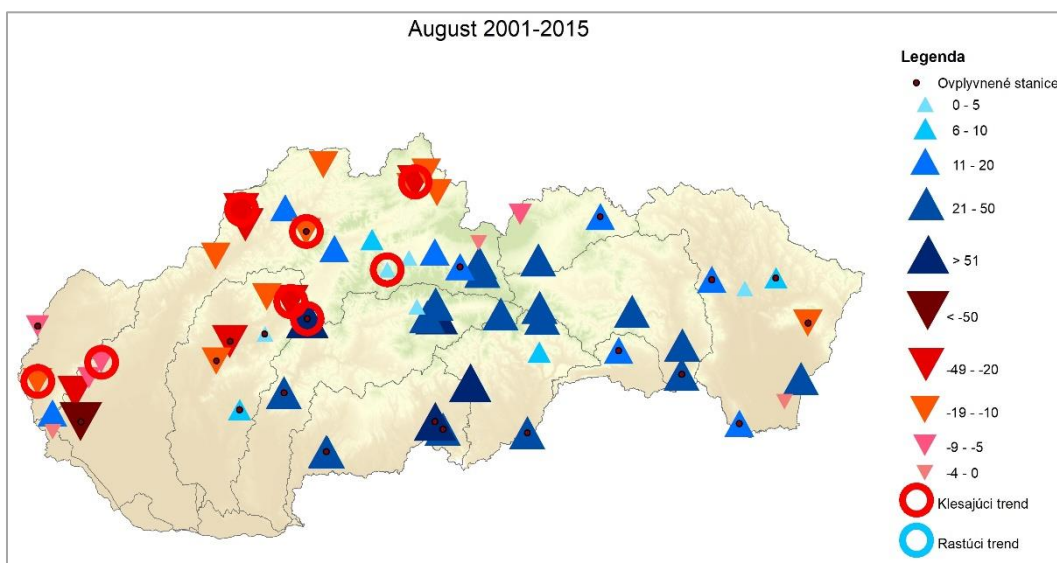 August 2001-2015
Legenda
Ovplyvnené stanice
0 - 5
6 - 10
11 - 20
21 - 50
> 51
< -50
-49 - -20
-19 - -10
-9 - -5
-4 - 0
Klesajúci trend
Rastúci trend